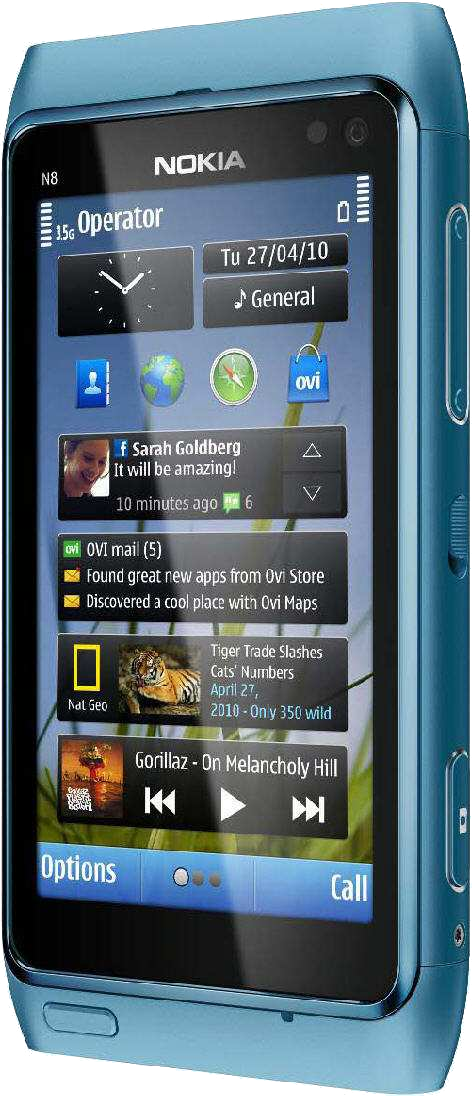 N8
NOKIA
3.5G Operator
Tu 27/04/10
General
ovi
f Sarah Goldberg
It will be amazing!
10 minutes ago 6
ovi OVI mail (5)
Found great new apps from Ovi Store
Discovered a cool place with Ovi Maps
Nat Geo
Tiger Trade Slashes
Cats' Numbers
April 27,
2010 - Only 350 wild
Gorillaz - On Melancholy Hill
Options
Call